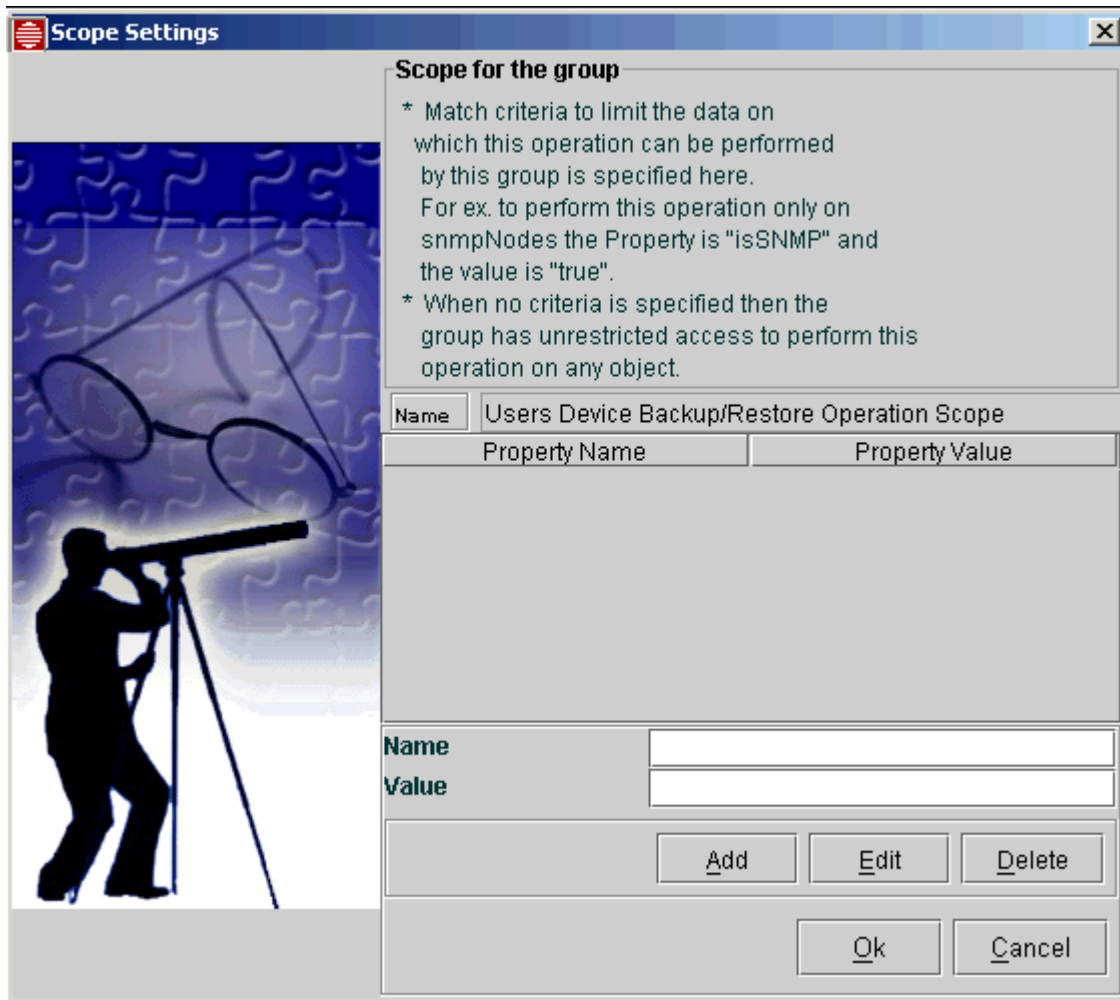 Scope Settings
Scope for the group
* Match criteria to limit the data on
which this operation can be performed
by this group is specified here.
For ex. to perform this operation only on
snmpNodes the Property is "isSNMP" and
the value is "true".
* When no criteria is specified then the
group has unrestricted access to perform this
operation on any object.
Name Users Device Backup/Restore Operation Scope
Property Name Property Value
Name
Value
Add Edit Delete
Ok Cancel